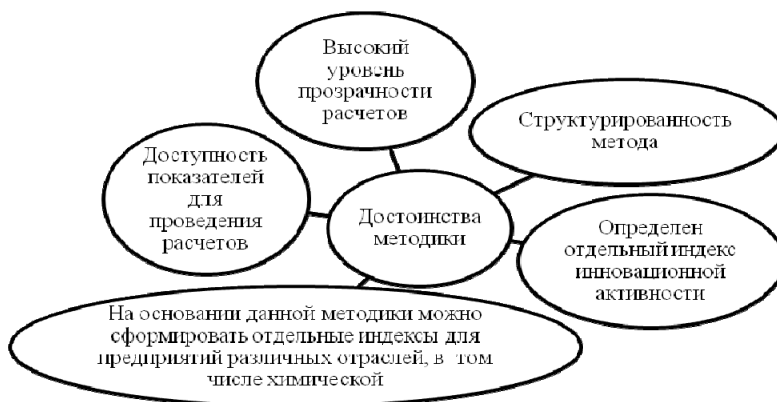 Высокий
уровень
прозрачности
расчетов
Структурированность
метода
Доступность
показателей
для
проведения
расчетов
Достоинства
методики
Определен
отдельный индекс
инновационной
активности
На основании данной методики можно
сформировать отдельные индексы для
предприятий различных отраслей, в том
числе химической